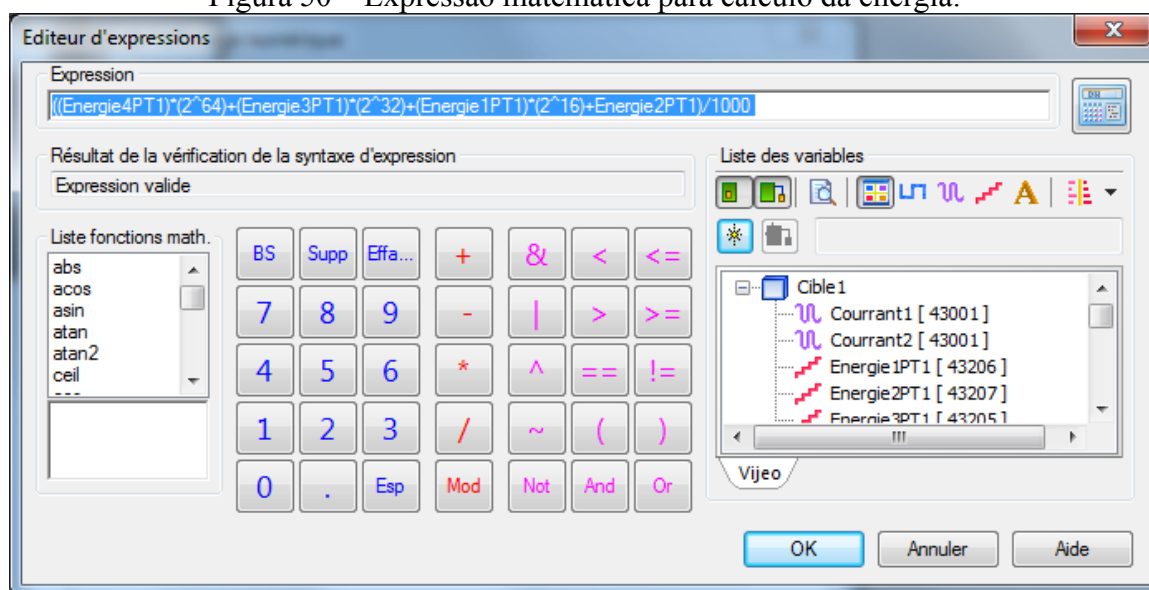 Figura 50 – Expressão matemática para cálculo da energia.
Editeur d'expressions
Expression
((Energie4PT1)*(2^64)+(Energie3PT1)*(2^32)+(Energie1PT1)*(2^16)+Energie2PT1)/1000
Résultat de la vérification de la syntaxe d'expression
Expression valide
Liste des variables
A
Liste fonctions math.
abs
acos
asin
atan
atan2
ceil
BS Supp Effa... + & < <=
7 8 9 - | > >=
4 5 6 * ^ == !=
1 2 3 / ~ ( )
0 . Esp Mod Not And Or
Cible1
Courrant1 [ 43001 ]
Courrant2 [ 43001 ]
Energie1PT1 [ 43206 ]
Energie2PT1 [ 43207 ]
Energie3PT1 [ 43205 ]
Vijeo
OK Annuler Aide